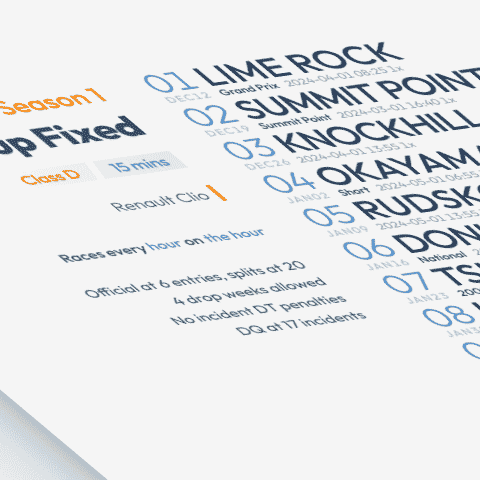 Season 1
up Fixed
Class D 15 mins
Renault Clio
Races every hour on the hour
Official at 6 entries, splits at 20
4 drop weeks allowed
No incident DT penalties
DQ at 17 incidents
01 LIME ROCK
DEC12 Grand Prix 2024-04-01 08:25 1x
02 SUMMIT POINT
DEC19 Summit Point 2024-03-01 16:40 1x
03 KNOCKHILL
DEC26 2024-04-01 13:55 1x
04 OKAYAMA
JAN02 Short 2024-05-01 06:55
05 RUDSK
JAN09 2024-05-01 13:55
06 DON
JAN16 National
07 TS
JAN23 200
08